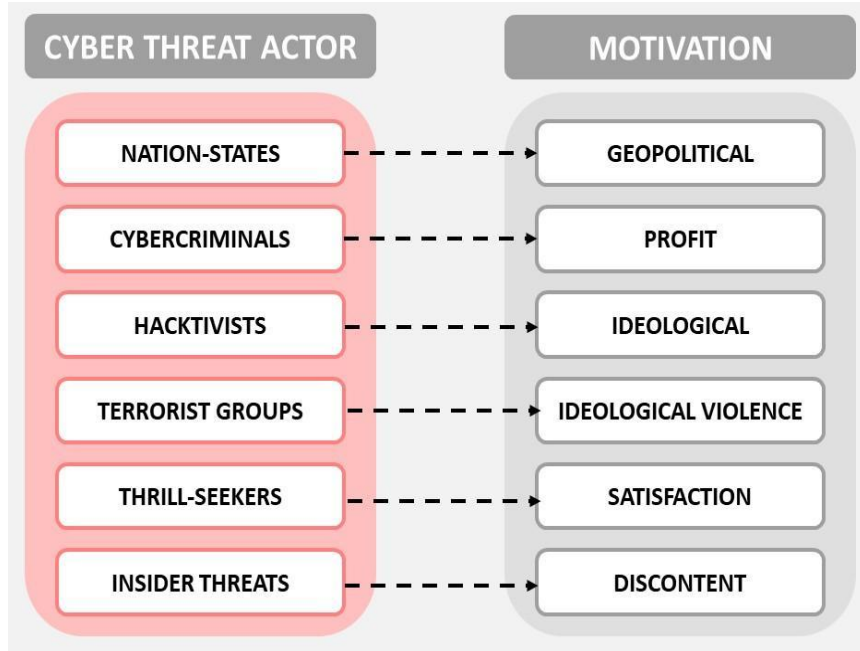 CYBER THREAT ACTOR
MOTIVATION
NATION-STATES
GEOPOLITICAL
CYBERCRIMINALS
PROFIT
HACKTIVISTS
IDEOLOGICAL
TERRORIST GROUPS
IDEOLOGICAL VIOLENCE
THRILL-SEEKERS
SATISFACTION
INSIDER THREATS
DISCONTENT